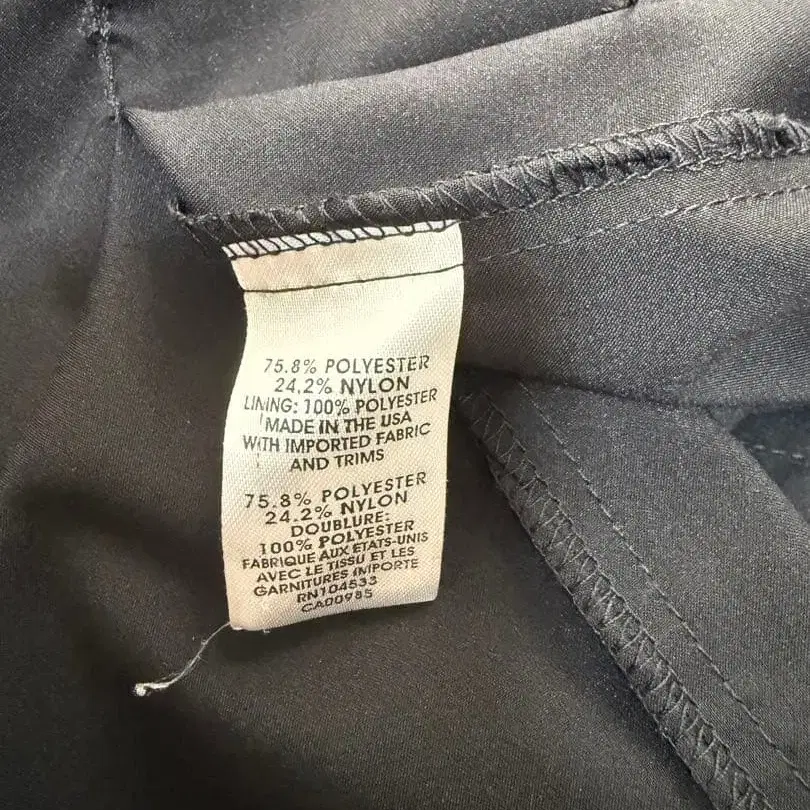 75.8% POLYESTER
24.2% NYLON
LINING: 100% POLYESTER
MADE IN THE USA
WITH IMPORTED FABRIC
AND TRIMS
75.8% POLYESTER
24.2% NYLON
DOUBLURE:
100% POLYESTER
FABRIQUE AUX ETATS-UNIS
AVEC LE TISSU ET LES
GARNITURES IMPORTE
RN104533
CA00985